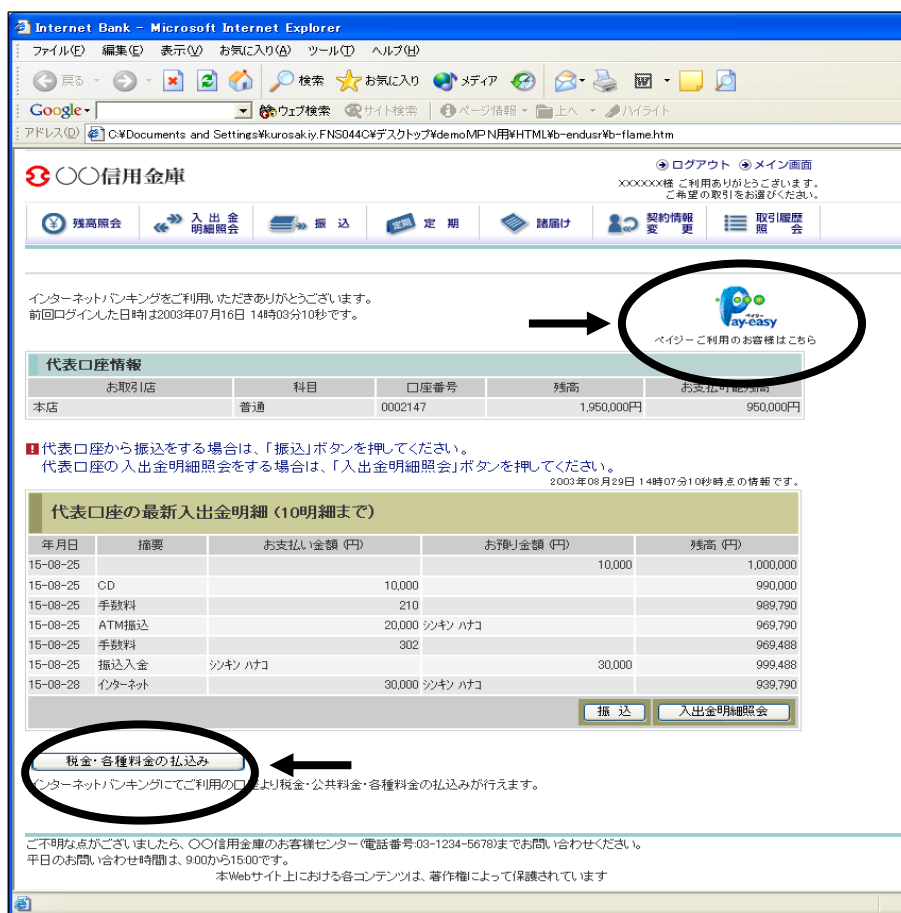 Internet Bank - Microsoft Internet Explorer
ファイル(F) 編集(E) 表示(V) お気に入り(A) ツール(T) ヘルプ(H)
戻る 検索 お気に入り メディア
Google ウェブ検索 サイト検索 ページ情報 上へ ハイライト
アドレス(D) C:¥Documents and Settings¥kurosakiy.FNS044C¥デスクトップ¥demoMPN用¥HTML¥b-endusr¥b-flame.htm
〇〇信用金庫
ログアウト メイン画面
XXXXXX様 ご利用ありがとうございます。
ご希望の取引をお選びください。
残高照会 入出金明細照会 振込 定期 諸届け 契約情報変更 取引履歴照会
インターネットバンキングをご利用いただきありがとうございます。
前回ログインした日時は2003年07月16日 14時03分10秒です。
ペイジー
Pay-easy
ペイジーご利用のお客様はこちら
代表口座情報
お取引店 科目 口座番号 残高 お支払可能残高
本店 普通 0002147 1,950,000円 950,000円
代表口座から振込をする場合は、「振込」ボタンを押してください。
代表口座の入出金明細照会をする場合は、「入出金明細照会」ボタンを押してください。
2003年08月29日 14時07分10秒時点の情報です。
代表口座の最新入出金明細（10明細まで）
年月日 摘要 お支払い金額（円） お預り金額（円） 残高（円）
15-08-25 10,000 1,000,000
15-08-25 CD 10,000 990,000
15-08-25 手数料 210 989,790
15-08-25 ATM振込 20,000 シンキン ハナコ 969,790
15-08-25 手数料 302 969,488
15-08-25 振込入金 シンキン ハナコ 30,000 999,488
15-08-28 インターネット 30,000 シンキン ハナコ 939,790
振込 入出金明細照会
税金・各種料金の払込み
インターネットバンキングにてご利用の口座より税金・公共料金・各種料金の払込みが行えます。
ご不明な点がございましたら、〇〇信用金庫のお客様センター(電話番号:03-1234-5678)までお問い合わせください。
平日のお問い合わせ時間は、9:00から15:00です。
本Webサイト上における各コンテンツは、著作権によって保護されています